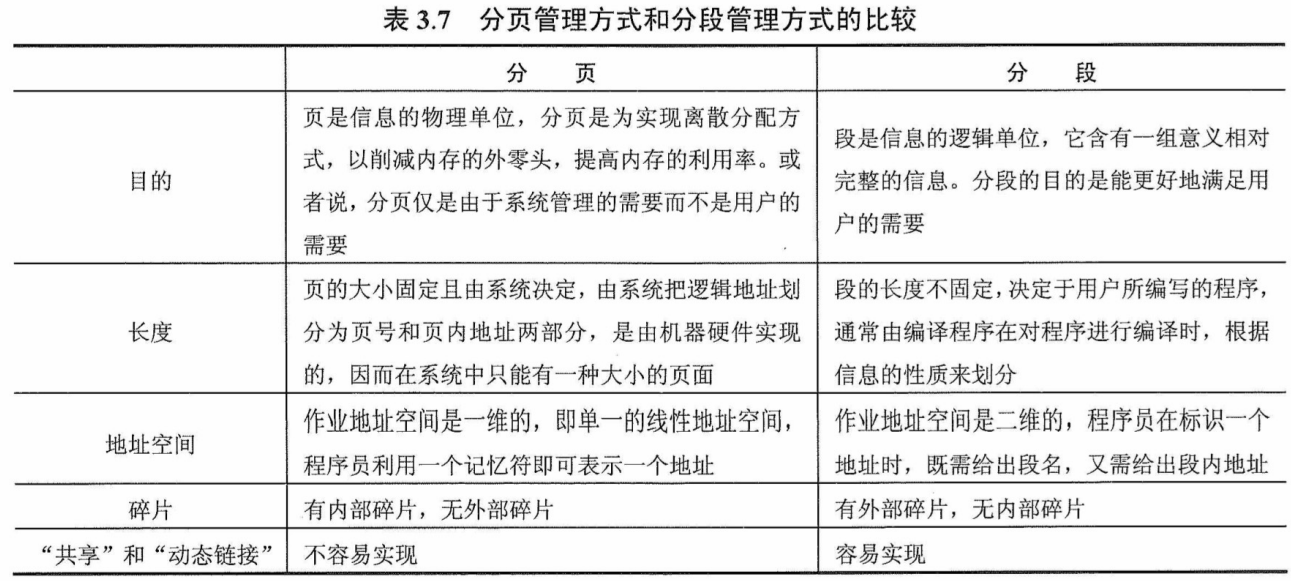 表 3.7 分页管理方式和分段管理方式的比较
分 页 分 段
目的
页是信息的物理单位，分页是为实现离散分配方
式，以削减内存的外零头，提高内存的利用率。或
者说，分页仅是由于系统管理的需要而不是用户的
需要
段是信息的逻辑单位，它含有一组意义相对
完整的信息。分段的目的是能更好地满足用
户的需要
长度
页的大小固定且由系统决定，由系统把逻辑地址划
分为页号和页内地址两部分，是由机器硬件实现
的，因而在系统中只能有一种大小的页面
段的长度不固定，决定于用户所编写的程序，
通常由编译程序在对程序进行编译时，根据
信息的性质来划分
地址空间
作业地址空间是一维的，即单一的线性地址空间，
程序员利用一个记忆符即可表示一个地址
作业地址空间是二维的，程序员在标识一个
地址时，既需给出段名，又需给出段内地址
碎片
有内部碎片，无外部碎片
有外部碎片，无内部碎片
“共享”和“动态链接”
不容易实现
容易实现